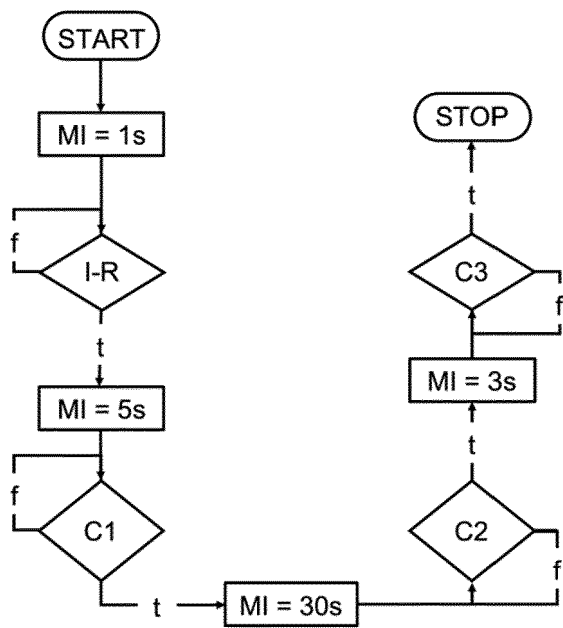 START
MI = 1s
f
I-R
t
MI = 5s
f
C1
t
MI = 30s
f
C2
t
MI = 3s
f
C3
t
STOP